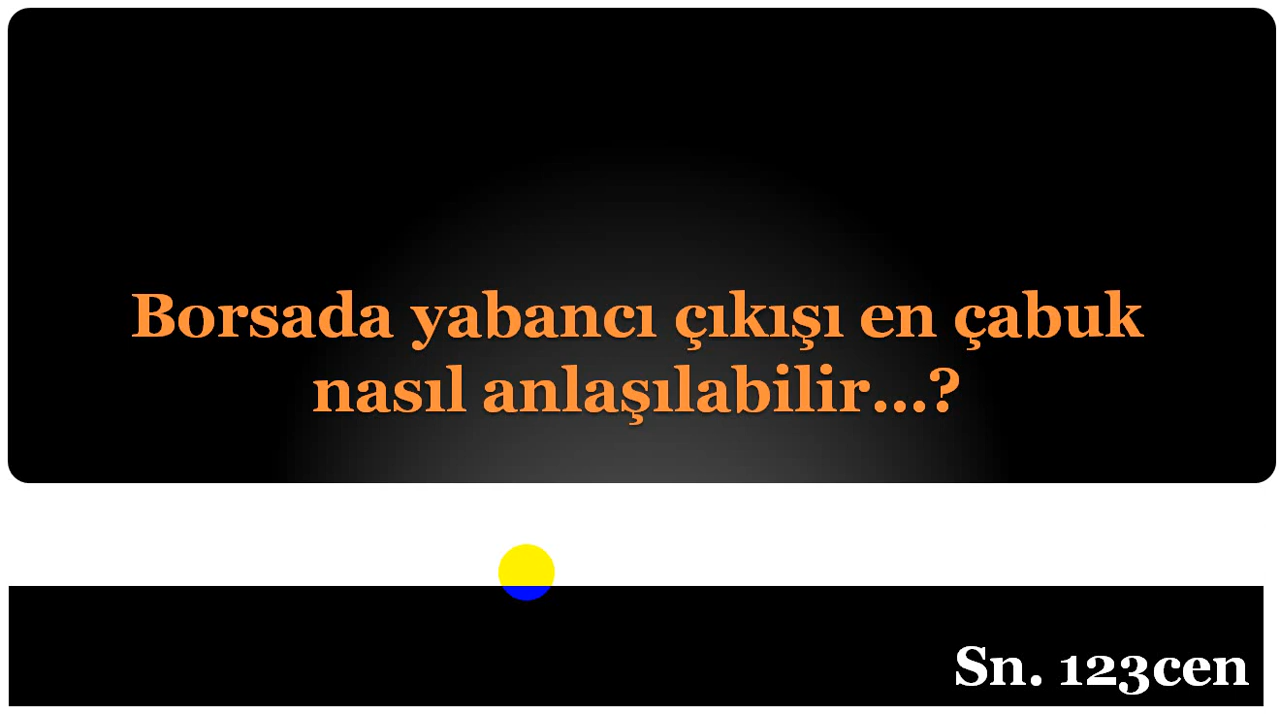 Borsada yabancı çıkışı en çabuk
nasıl anlaşılabilir...?
Sn. 123cen